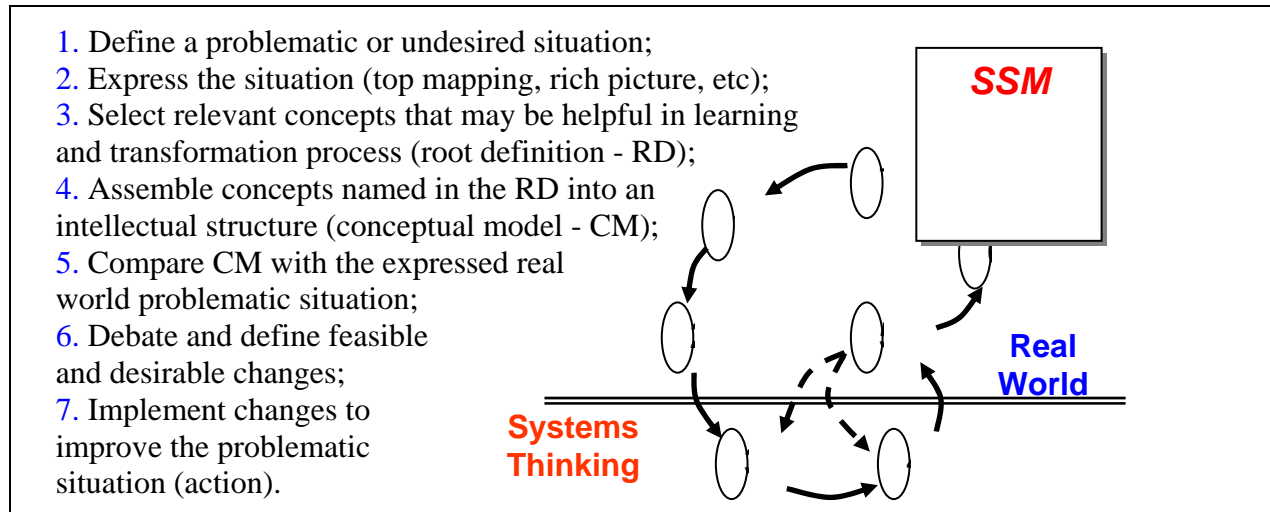 1. Define a problematic or undesired situation;
2. Express the situation (top mapping, rich picture, etc);
3. Select relevant concepts that may be helpful in learning
and transformation process (root definition - RD);
4. Assemble concepts named in the RD into an
intellectual structure (conceptual model - CM);
5. Compare CM with the expressed real
world problematic situation;
6. Debate and define feasible
and desirable changes;
7. Implement changes to
improve the problematic
situation (action).
SSM
Real
World
Systems
Thinking